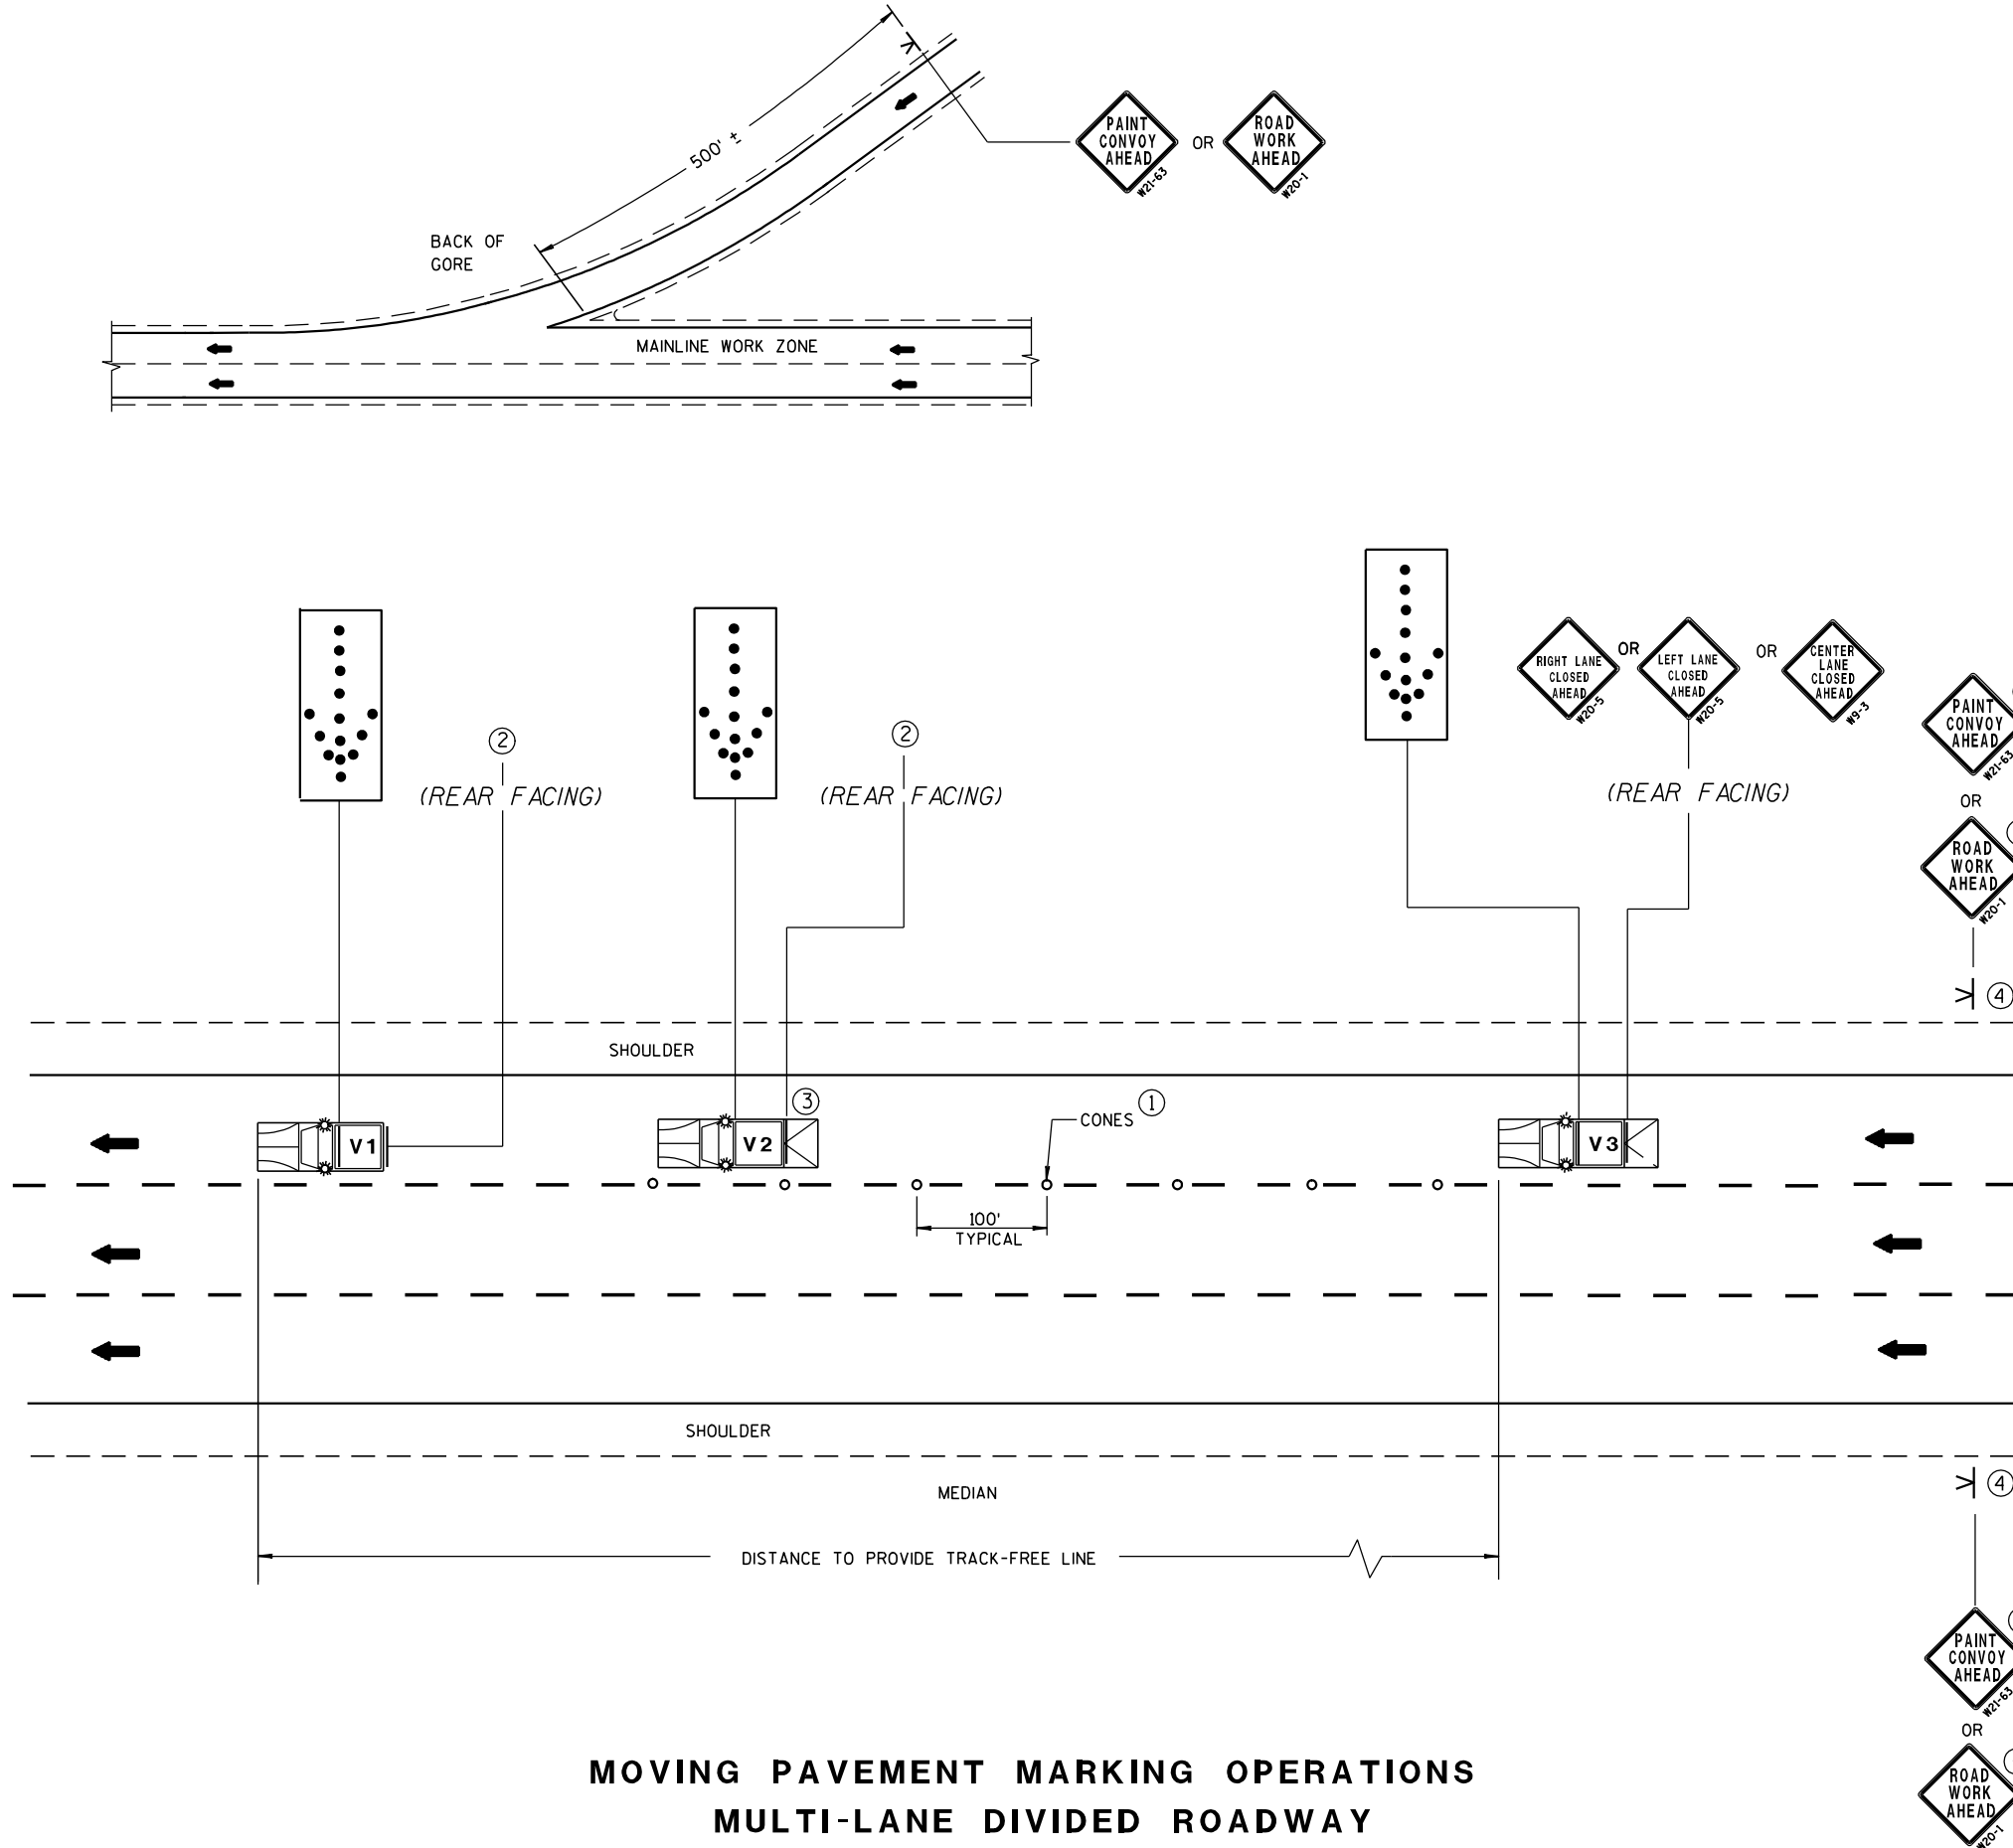 500' ±
PAINT
CONVOY
AHEAD
W21-63
OR
ROAD
WORK
AHEAD
W20-1
BACK OF
GORE
MAINLINE WORK ZONE
RIGHT LANE
CLOSED
AHEAD
W20-5
OR
LEFT LANE
CLOSED
AHEAD
W20-5
OR
CENTER
LANE
CLOSED
AHEAD
W9-3
PAINT
CONVOY
AHEAD
W21-63
OR
ROAD
WORK
AHEAD
W20-1
2
(REAR FACING)
2
(REAR FACING)
(REAR FACING)
4
SHOULDER
V1
V2
3
CONES
1
V3
100'
TYPICAL
SHOULDER
MEDIAN
4
DISTANCE TO PROVIDE TRACK-FREE LINE
PAINT
CONVOY
AHEAD
W21-63
OR
ROAD
WORK
AHEAD
W20-1
MOVING PAVEMENT MARKING OPERATIONS
MULTI-LANE DIVIDED ROADWAY